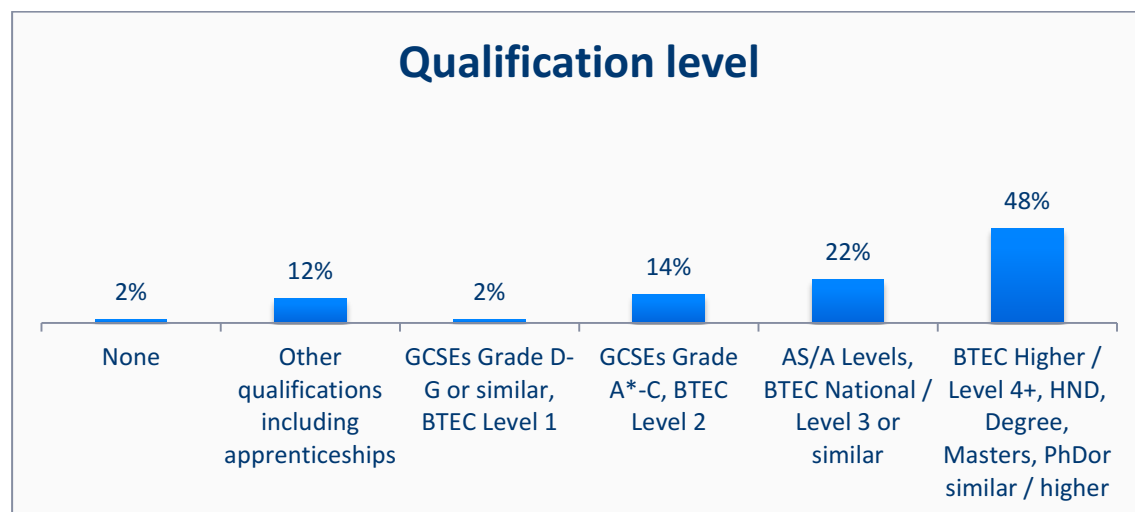 Qualification level
2%
12%
2%
14%
22%
48%
None
Other
qualifications
including
apprenticeships
GCSEs Grade D-
G or similar,
BTEC Level 1
GCSEs Grade
A*-C, BTEC
Level 2
AS/A Levels,
BTEC National /
Level 3 or
similar
BTEC Higher /
Level 4+, HND,
Degree,
Masters, PhDor
similar / higher